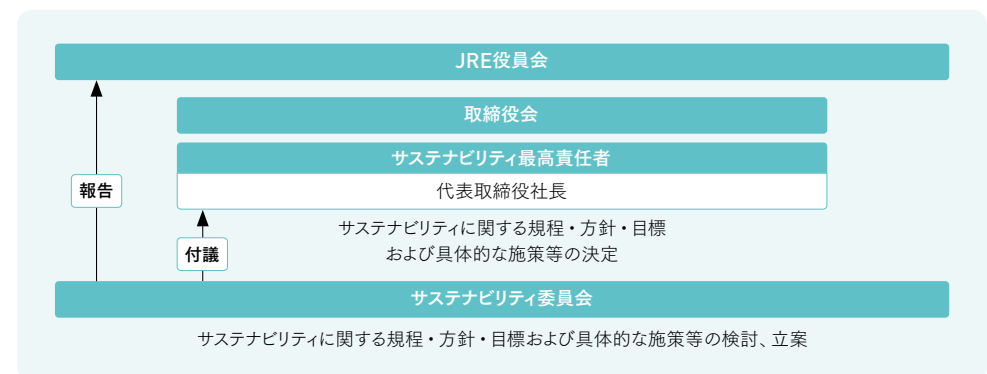 JRE役員会
取締役会
サステナビリティ最高責任者
報告
代表取締役社長
サステナビリティに関する規程・方針・目標
付議
および具体的な施策等の決定
サステナビリティ委員会
サステナビリティに関する規程・方針・目標および具体的な施策等の検討、立案